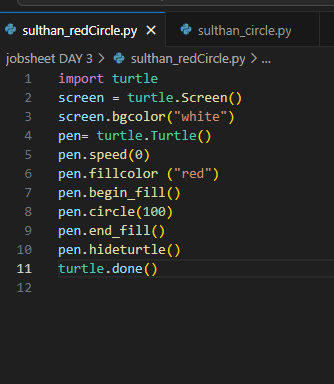 sulthan_redCircle.py × sulthan_circle.py
jobsheet DAY 3 > sulthan_redCircle.py > ...
1 import turtle
2 screen = turtle.Screen()
3 screen.bgcolor("white")
4 pen= turtle.Turtle()
5 pen.speed(0)
6 pen.fillcolor ("red")
7 pen.begin_fill()
8 pen.circle(100)
9 pen.end_fill()
10 pen.hideturtle()
11 turtle.done()
12